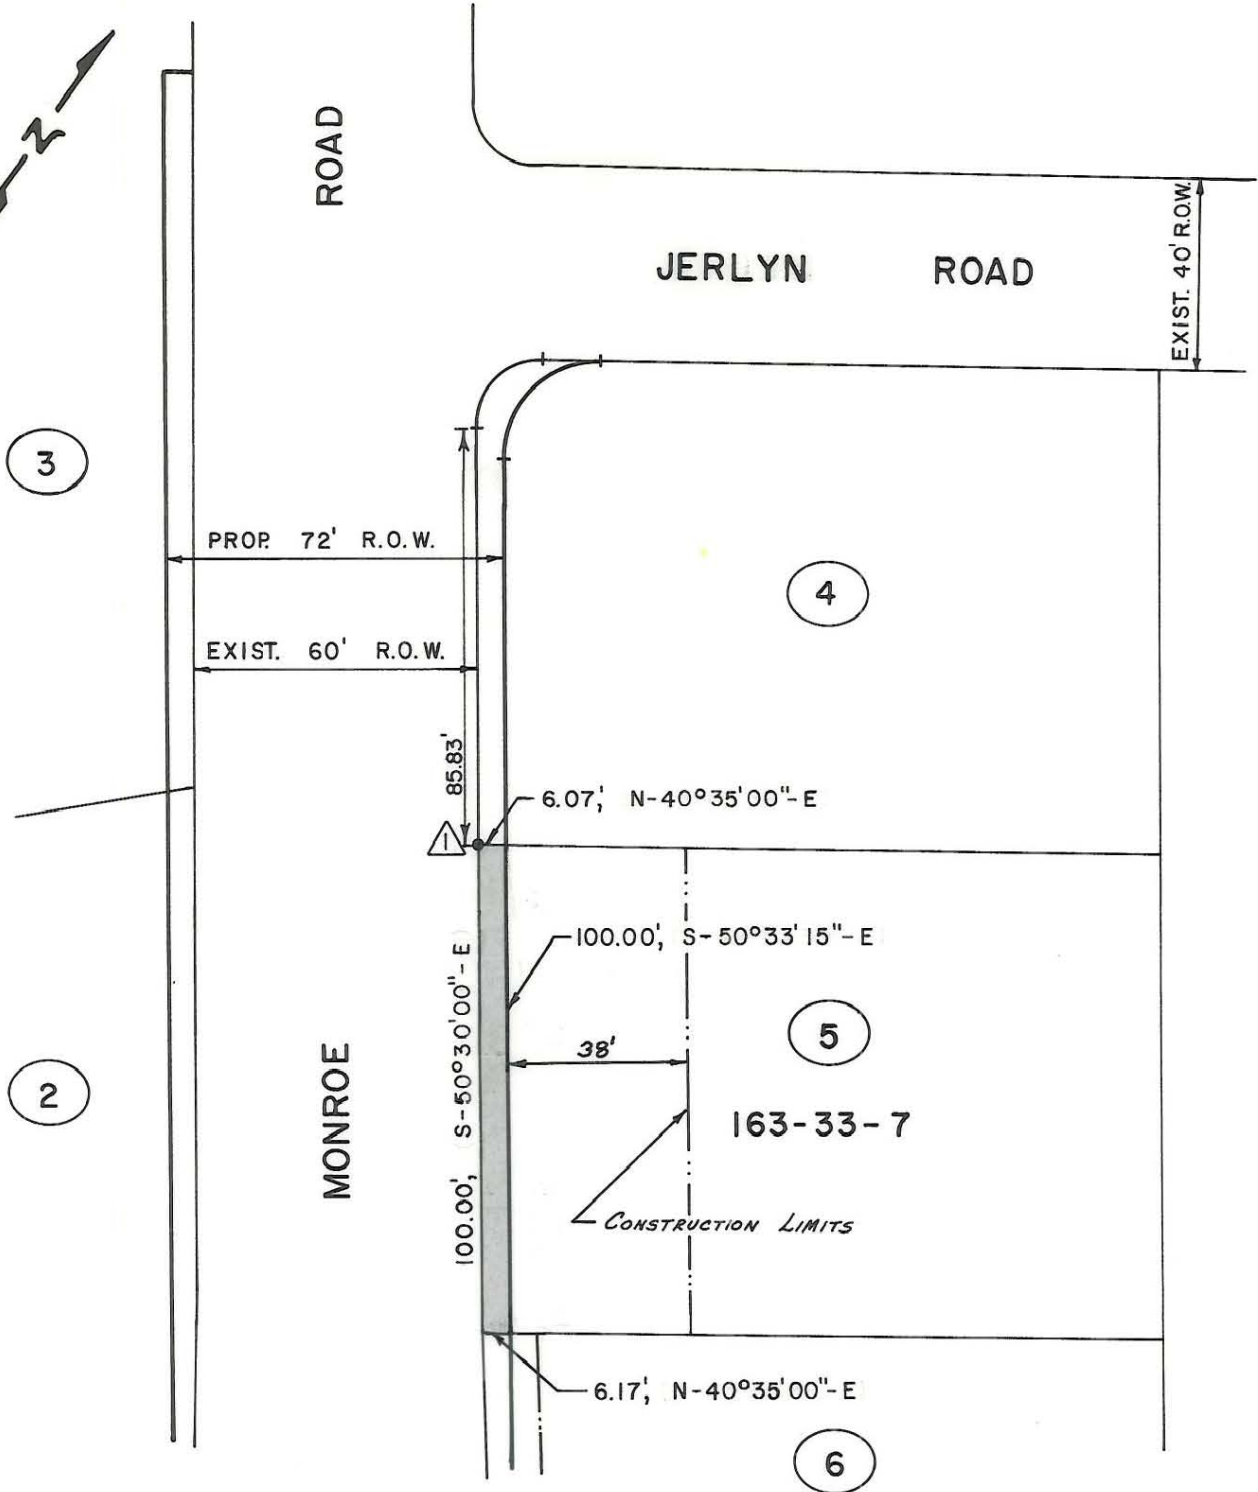 N
ROAD
JERLYN ROAD
EXIST. 40' R.O.W.
3
PROP. 72' R.O.W.
4
EXIST. 60' R.O.W.
85.83'
6.07', N-40°35'00"-E
1
100.00', S-50°33'15"-E
100.00', S-50°30'00"-E
5
38'
2
MONROE
163-33-7
CONSTRUCTION LIMITS
6.17', N-40°35'00"-E
6